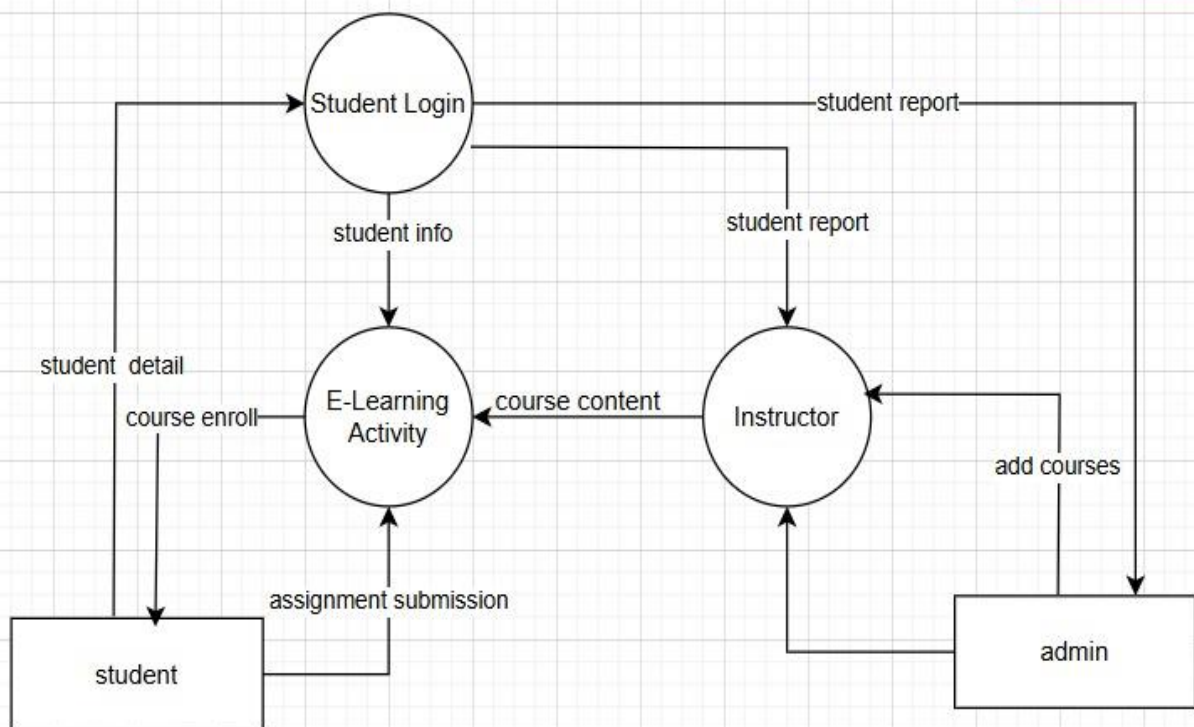 Student Login
student report
student info
student report
student detail
course enroll
E-Learning
Activity
course content
Instructor
add courses
assignment submission
student
admin